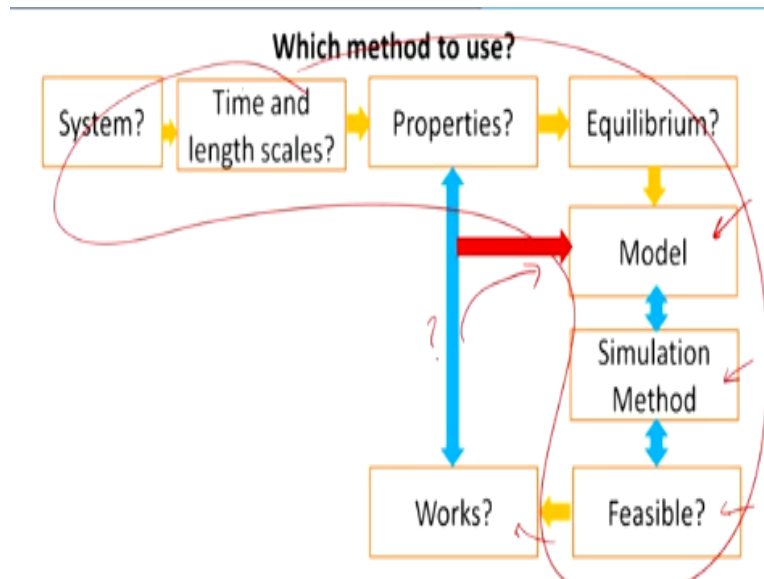 Which method to use?
System?
Time and
length scales?
Properties?
Equilibrium?
Model
?
Simulation
Method
Works?
Feasible?